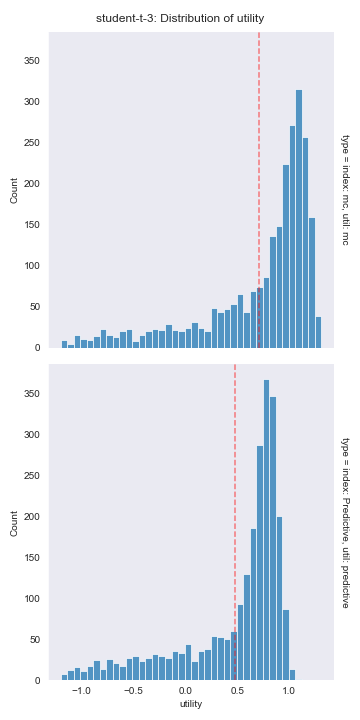 student-t-3: Distribution of utility
350
300
250
200
150
100
50
0
Count
type = index: mc, util: mc
350
300
250
200
150
100
50
0
Count
type = index: Predictive, util: predictive
−1.0 −0.5 0.0 0.5 1.0
utility